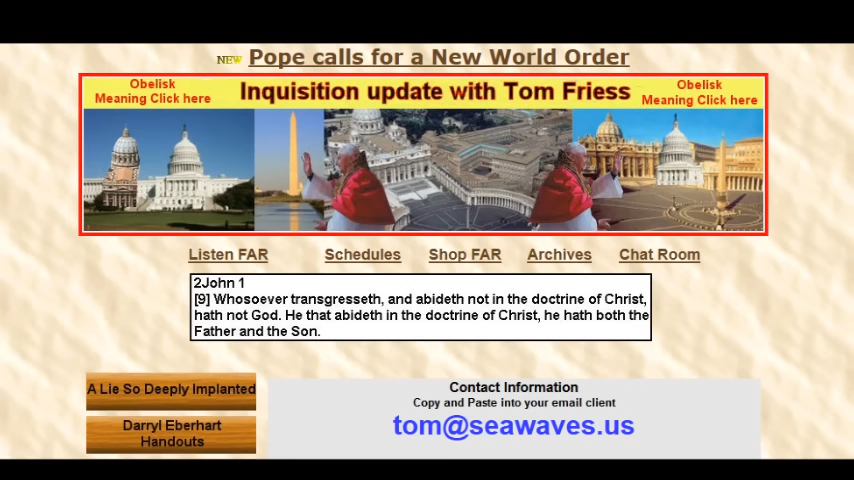 NEW Pope calls for a New World Order
Obelisk
Meaning Click here
Inquisition update with Tom Friess
Obelisk
Meaning Click here
Listen FAR Schedules Shop FAR Archives Chat Room
2John 1
[9] Whosoever transgresseth, and abideth not in the doctrine of Christ,
hath not God. He that abideth in the doctrine of Christ, he hath both the
Father and the Son.
A Lie So Deeply Implanted
Darryl Eberhart
Handouts
Contact Information
Copy and Paste into your email client
tom@seawaves.us